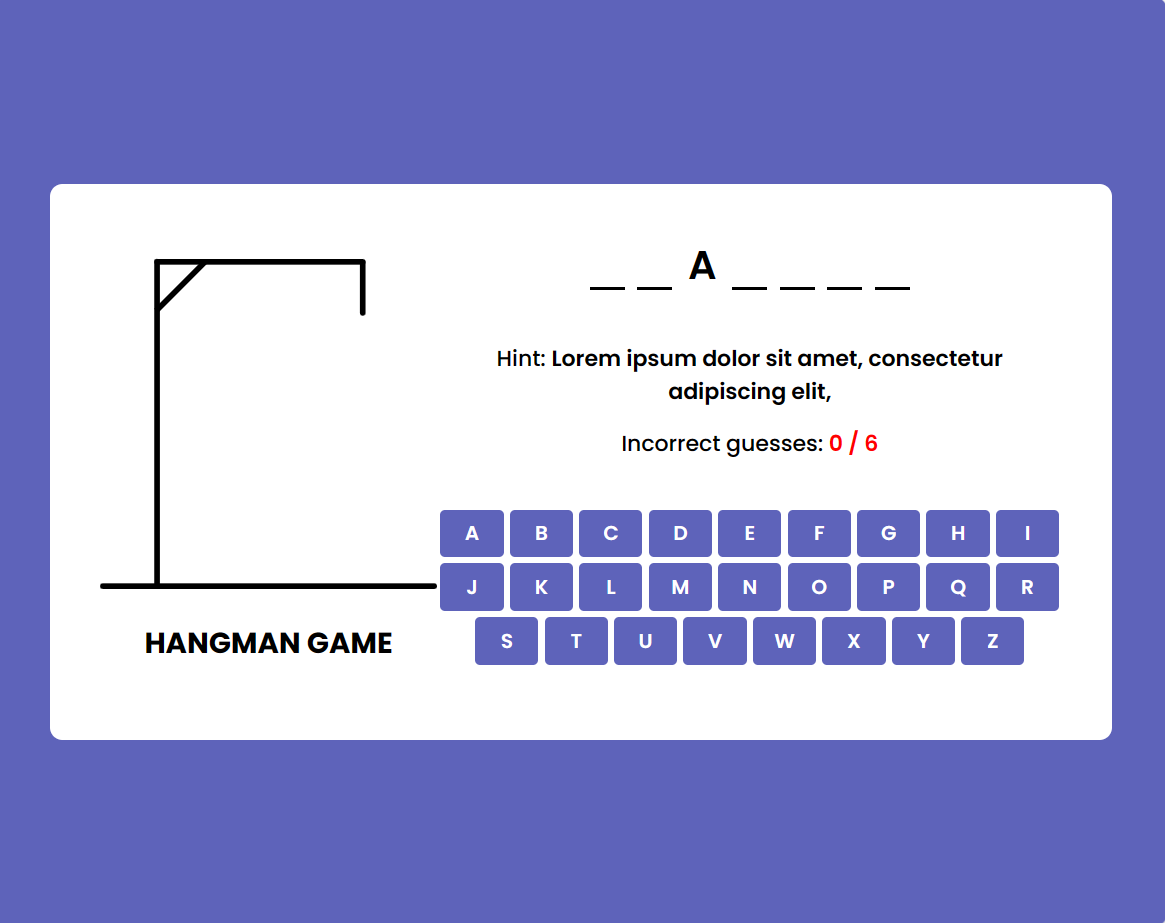 A
Hint: Lorem ipsum dolor sit amet, consectetur
adipiscing elit,
Incorrect guesses: 0 / 6
A B C D E F G H I
J K L M N O P Q R
S T U V W X Y Z
HANGMAN GAME